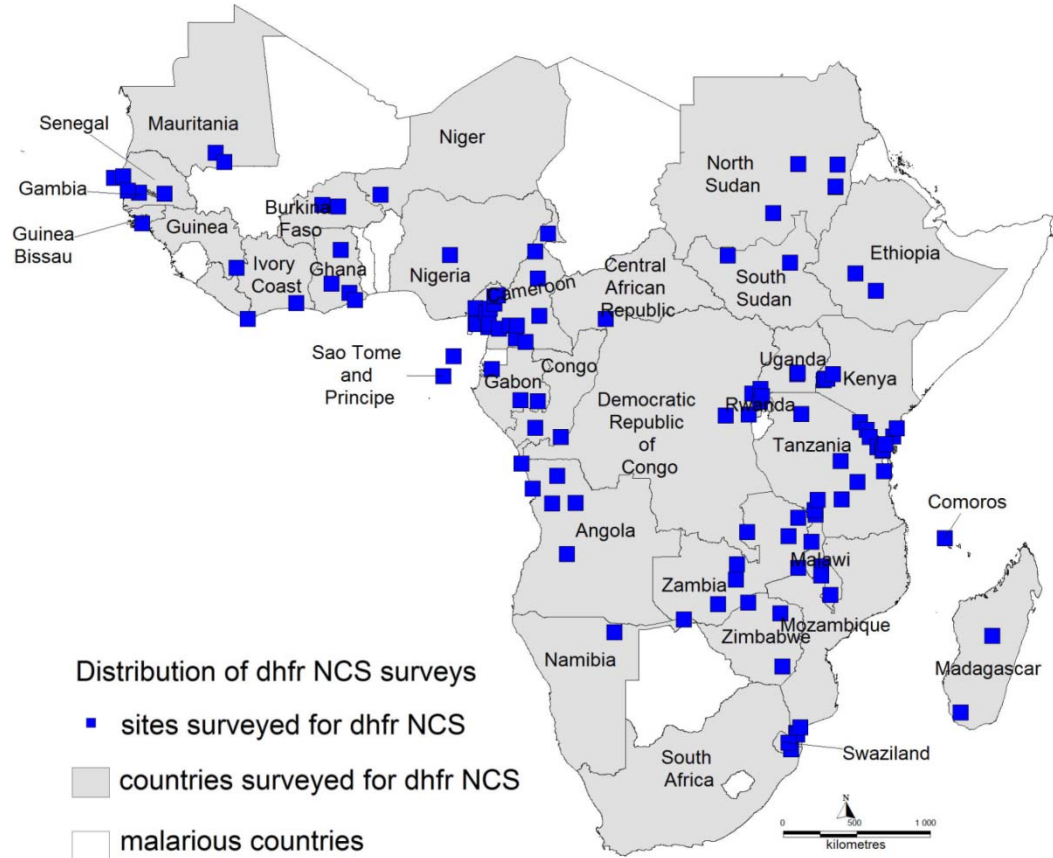 Senegal
Mauritania
Niger
North
Sudan
Gambia
Burkina
Faso
Guinea
Bissau
Guinea
Ivory
Coast
Ghana
Nigeria
Cameroon
Central
African
Republic
South
Sudan
Ethiopia
Sao Tome
and
Principe
Gabon
Congo
Uganda
Kenya
Rwanda
Democratic
Republic
of
Congo
Tanzania
Comoros
Angola
Malawi
Zambia
Mozambique
Zimbabwe
Namibia
Madagascar
Swaziland
South
Africa
Distribution of dhfr NCS surveys
sites surveyed for dhfr NCS
countries surveyed for dhfr NCS
malarious countries
N
0 500 1 000
kilometres